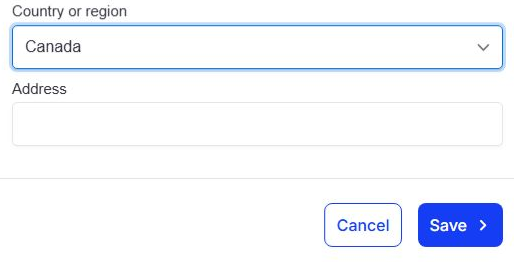 Country or region
Canada
Address
Cancel
Save